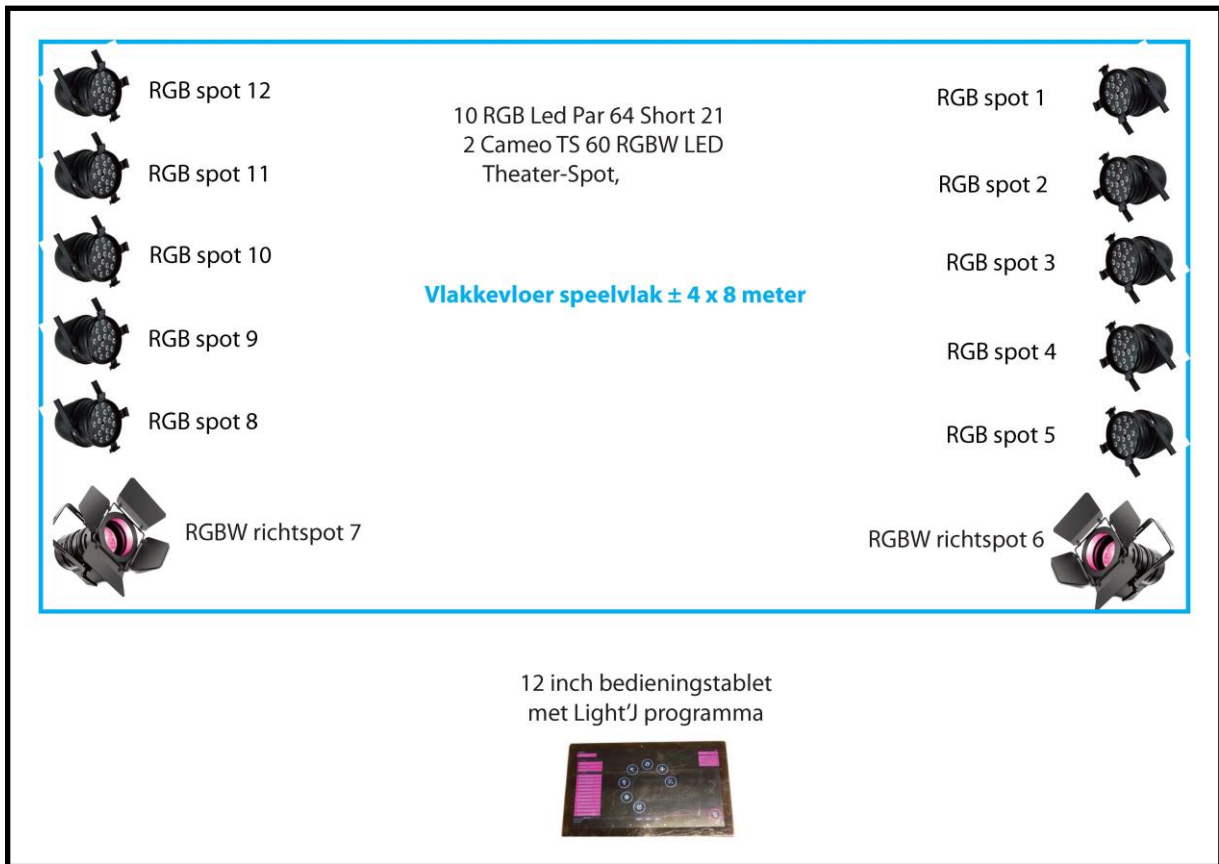 RGB spot 12
10 RGB Led Par 64 Short 21
2 Cameo TS 60 RGBW LED
Theater-Spot,
RGB spot 1
RGB spot 11
RGB spot 2
RGB spot 10
RGB spot 3
Vlakkevloer speelvlak ± 4 x 8 meter
RGB spot 9
RGB spot 4
RGB spot 8
RGB spot 5
RGBW richtspot 7
RGBW richtspot 6
12 inch bedieningstablet
met Light'J programma